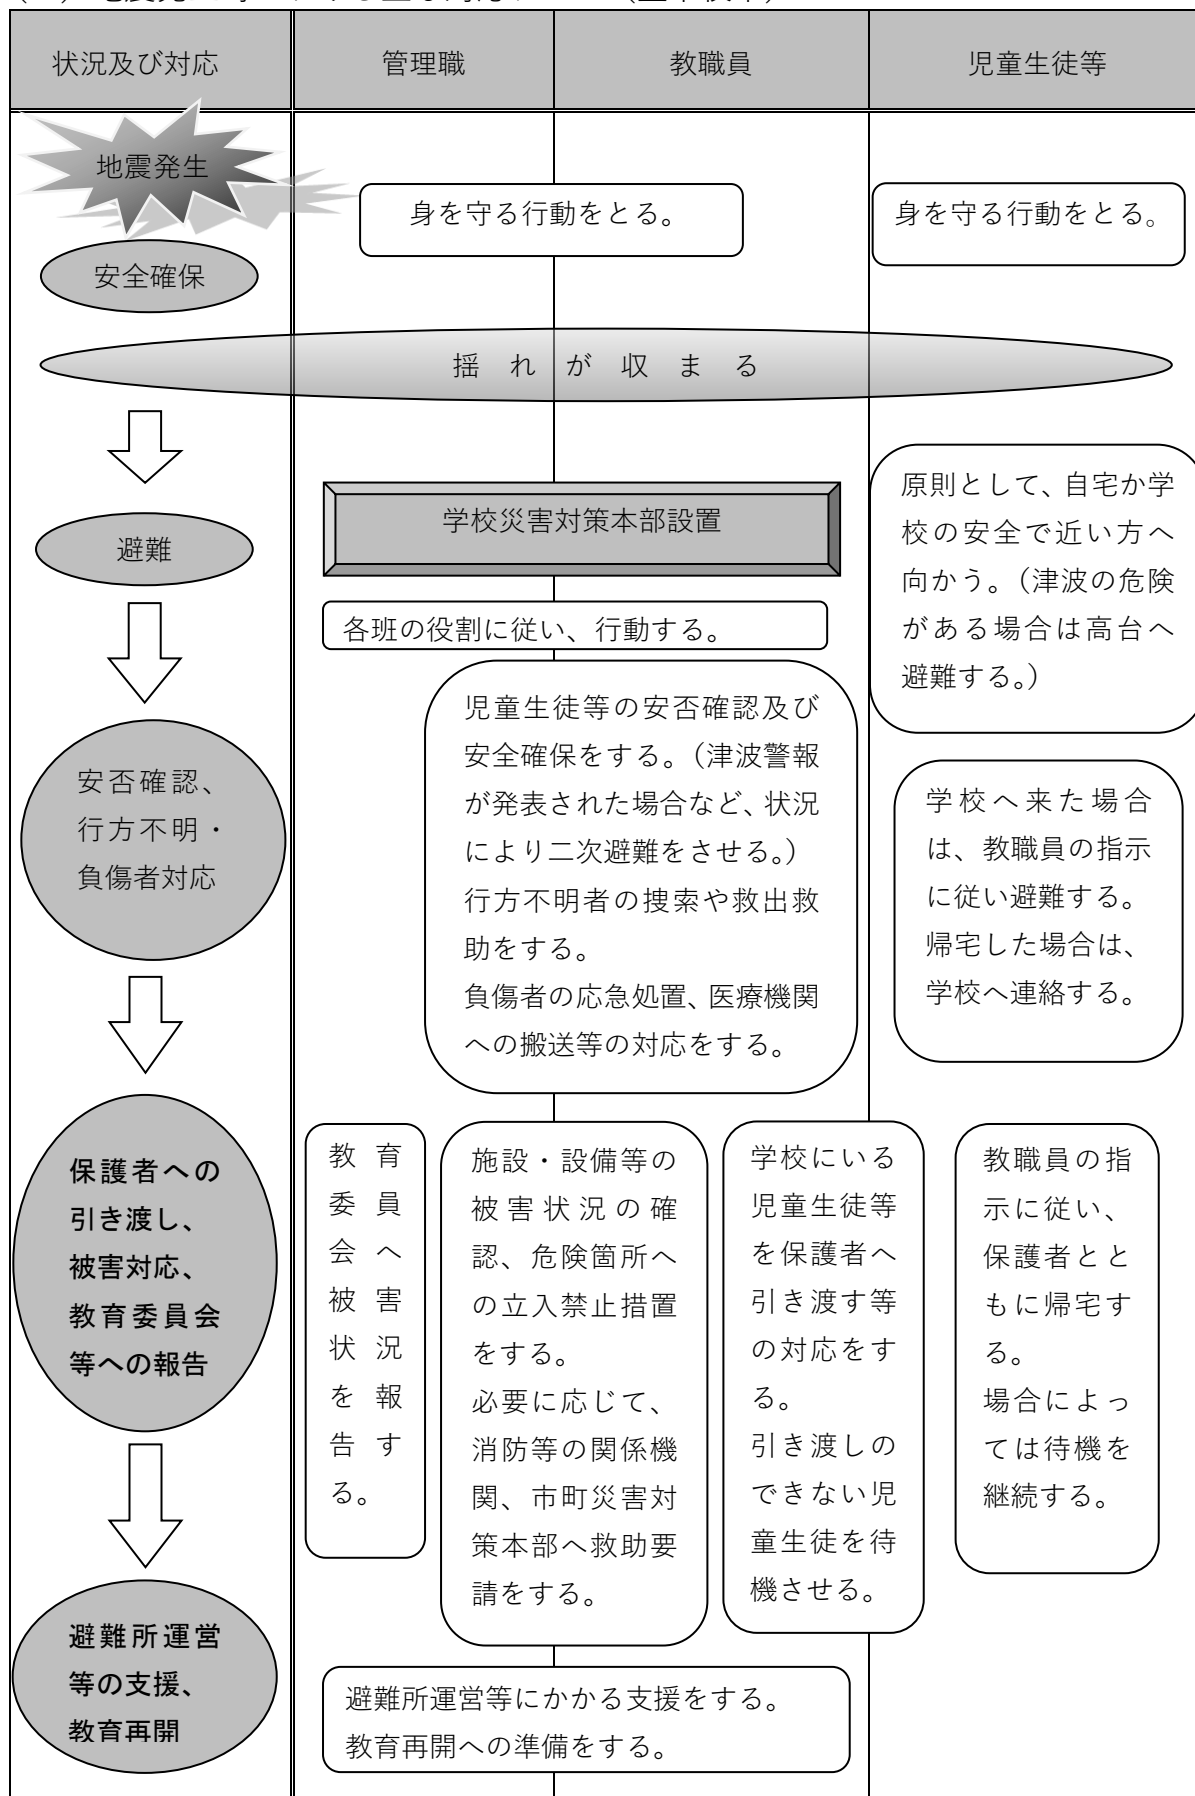 状況及び対応
管理職
教職員
児童生徒等
地震発生
身を守る行動をとる。
身を守る行動をとる。
安全確保
揺れが収まる
避難
学校災害対策本部設置
各班の役割に従い、行動する。
原則として、自宅か学
校の安全で近い方へ
向かう。（津波の危険
がある場合は高台へ
避難する。）
安否確認、
行方不明・
負傷者対応
児童生徒等の安否確認及び
安全確保をする。（津波警報
が発表された場合など、状況
により二次避難をさせる。）
行方不明者の捜索や救出救
助をする。
負傷者の応急処置、医療機関
への搬送等の対応をする。
学校へ来た場合
は、教職員の指示
に従い避難する。
帰宅した場合は、
学校へ連絡する。
保護者への
引き渡し、
被害対応、
教育委員会
等への報告
教育
委員
会へ
被害
状況
を報
告す
る。
施設・設備等の
被害状況の確
認、危険箇所へ
の立入禁止措置
をする。
必要に応じて、
消防等の関係機
関、市町災害対
策本部へ救助要
請をする。
学校にいる
児童生徒等
を保護者へ
引き渡す等
の対応をす
る。
引き渡しの
できない児
童生徒を待
機させる。
教職員の指
示に従い、
保護者とと
もに帰宅す
る。
場合によっ
ては待機を
継続する。
避難所運営
等の支援、
教育再開
避難所運営等にかかる支援をする。
教育再開への準備をする。